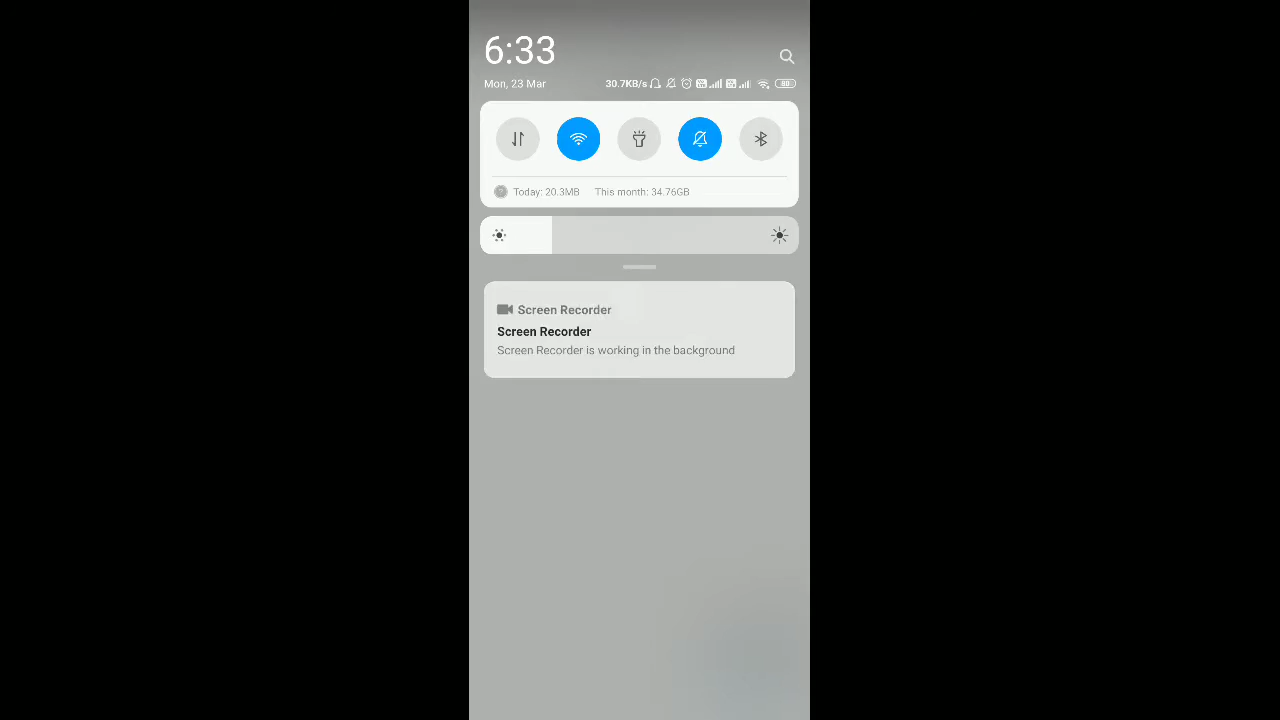 6:33
Mon, 23 Mar 30.7KB/s 80
Today: 20.3MB This month: 34.76GB
Screen Recorder
Screen Recorder
Screen Recorder is working in the background